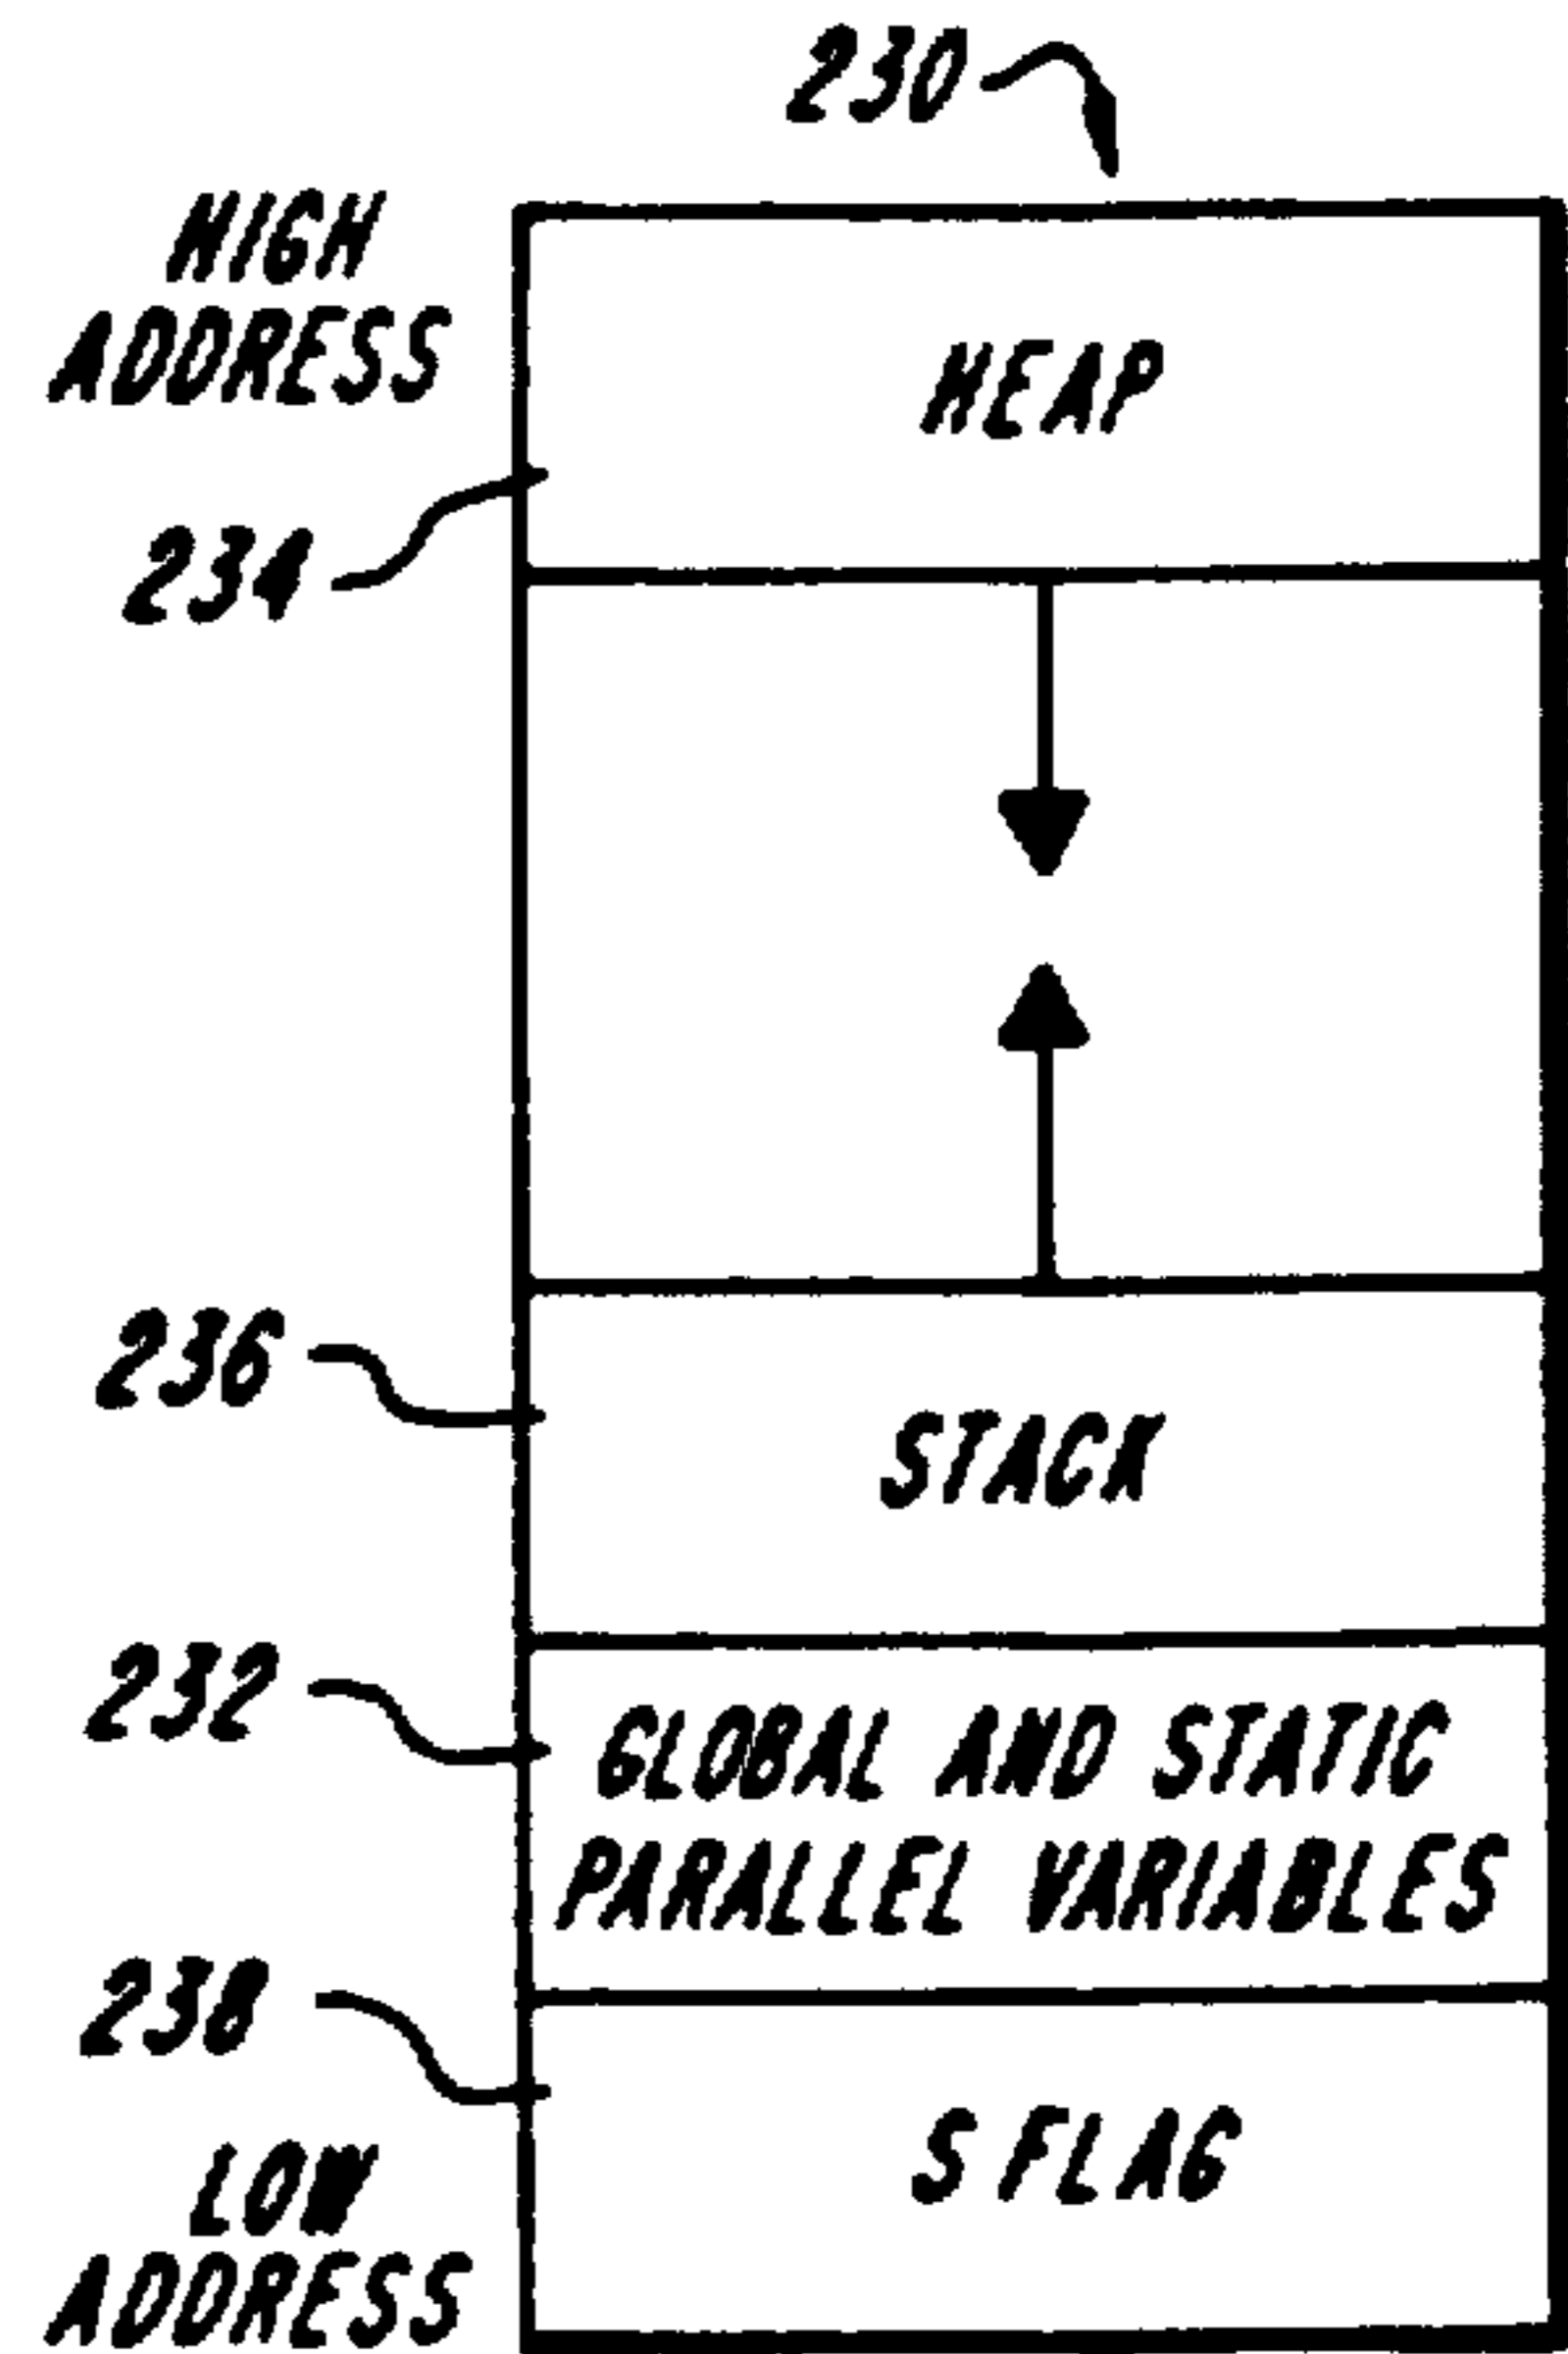 230
HIGH
ADDRESS
HEAP
234
236
STACK
232
GLOBAL AND STATIC
PARALLEL VARIABLES
238
S FLAG
LOW
ADDRESS